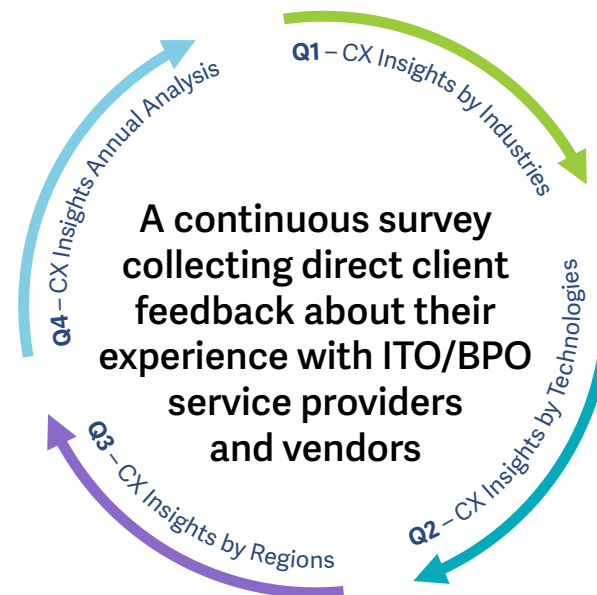 Q1 – CX Insights by Industries
Q2 – CX Insights by Technologies
Q3 – CX Insights by Regions
Q4 – CX Insights Annual Analysis
A continuous survey
collecting direct client
feedback about their
experience with ITO/BPO
service providers
and vendors